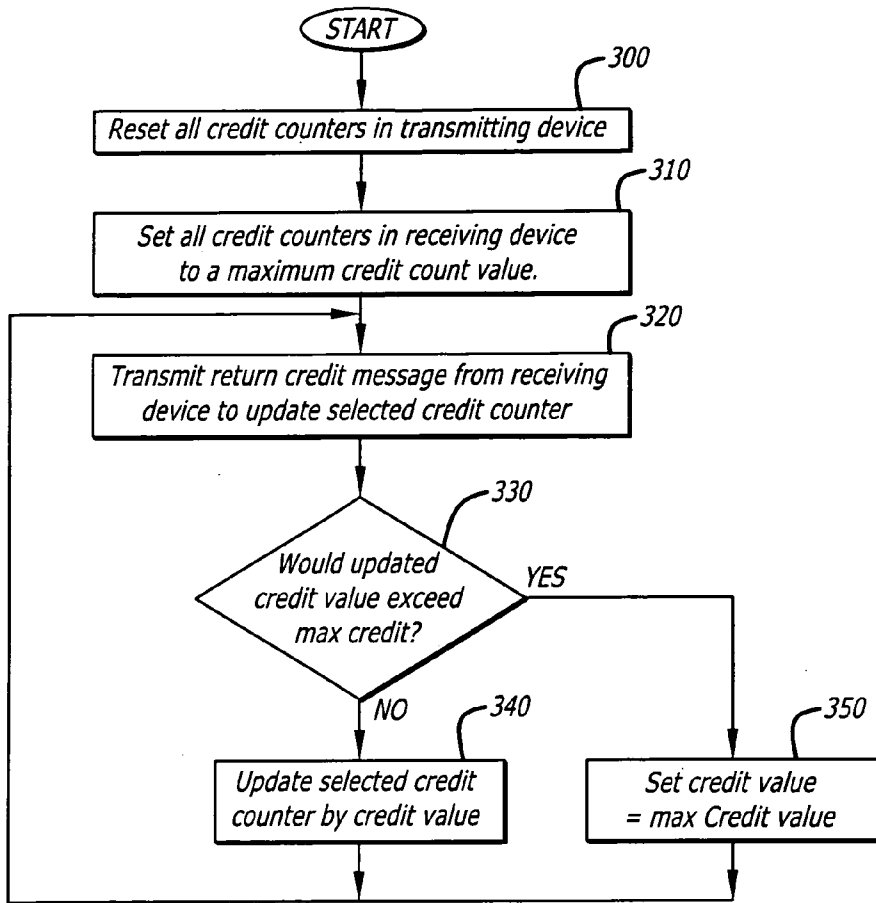 START
300
Reset all credit counters in transmitting device
310
Set all credit counters in receiving device
to a maximum credit count value.
320
Transmit return credit message from receiving
device to update selected credit counter
330
Would updated
credit value exceed
max credit?
YES
NO
340
Update selected credit
counter by credit value
350
Set credit value
= max Credit value